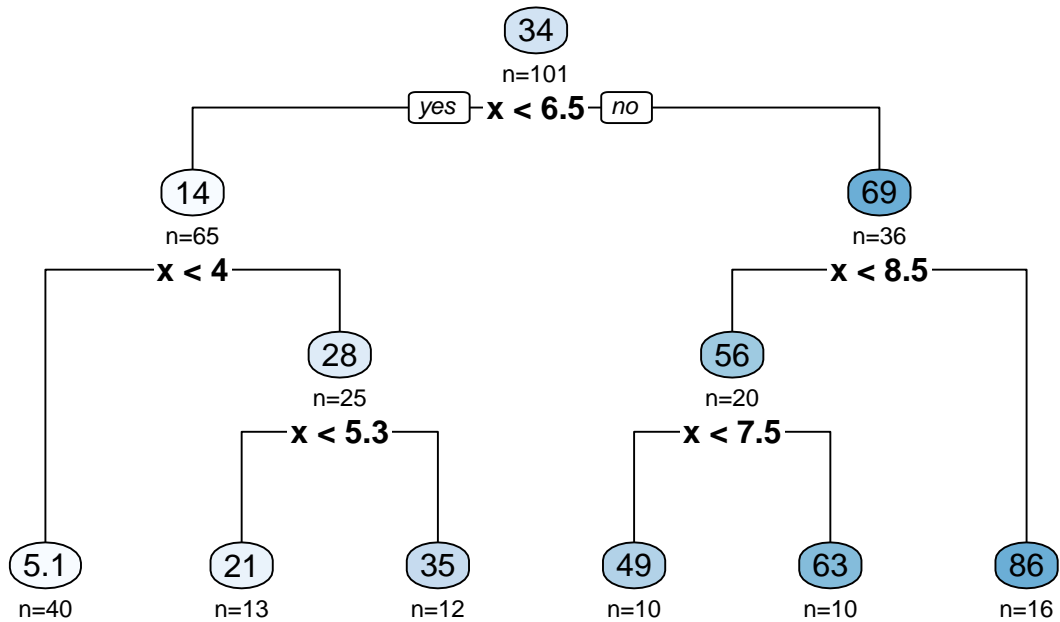 34
n=101
yes x < 6.5 no
14 69
n=65 n=36
x < 4 x < 8.5
28 56
n=25 n=20
x < 5.3 x < 7.5
5.1 21 35 49 63 86
n=40 n=13 n=12 n=10 n=10 n=16